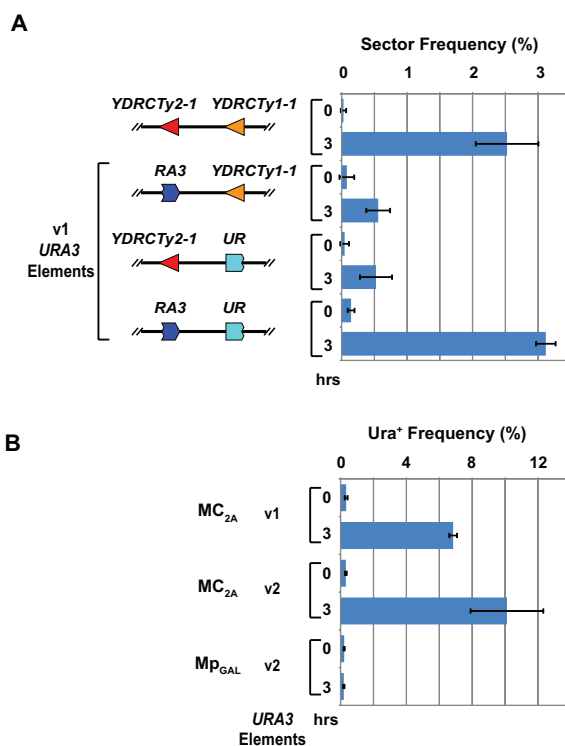 A
Sector Frequency (%)
0 1 2 3
YDRCTy2-1 YDRCTy1-1
0
3
RA3 YDRCTy1-1
0
3
v1
URA3
Elements
YDRCTy2-1 UR
0
3
RA3 UR
0
3
hrs
B
Ura⁺ Frequency (%)
0 4 8 12
MC₂A v1
0
3
MC₂A v2
0
3
Mp_GAL v2
0
3
URA3 hrs
Elements